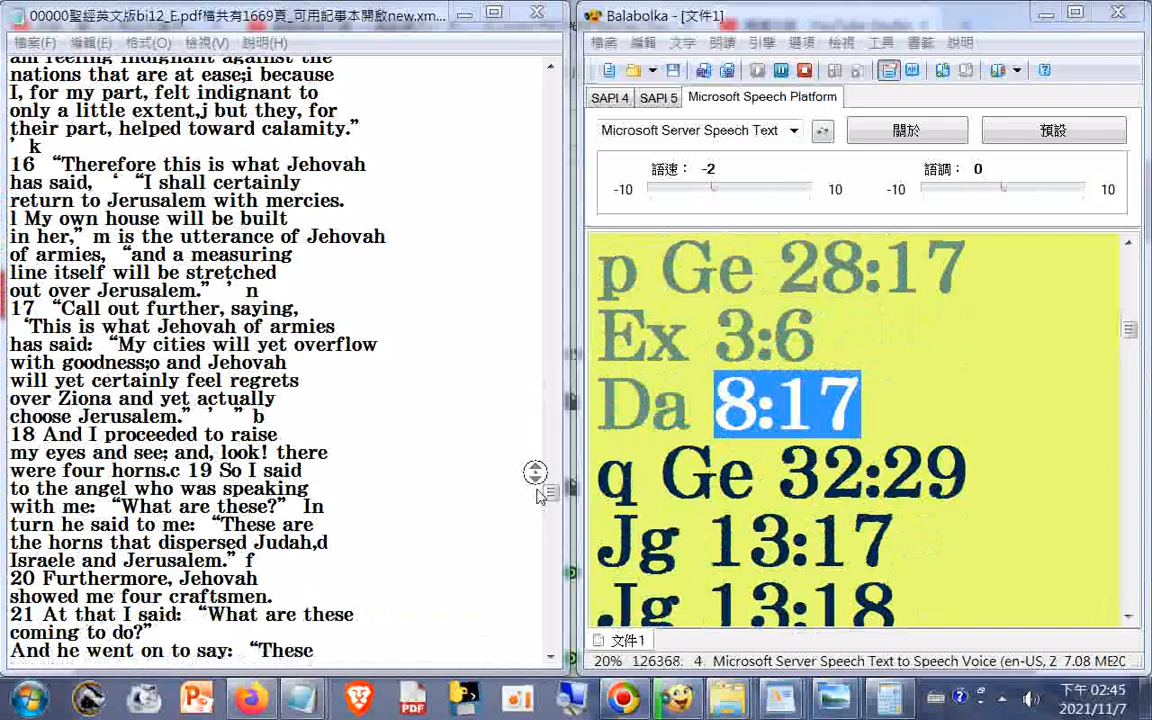 00000聖經英文版bi12_E.pdf檔共有1669頁_可用記事本開啟new.xm...
檔案(F) 編輯(E) 格式(O) 檢視(V) 說明(H)
am feeling indignant against the
nations that are at ease;i because
I, for my part, felt indignant to
only a little extent,j but they, for
their part, helped toward calamity.”
’ k
16 “Therefore this is what Jehovah
has said, ‘ “I shall certainly
return to Jerusalem with mercies.
l My own house will be built
in her,” m is the utterance of Jehovah
of armies, “and a measuring
line itself will be stretched
out over Jerusalem.” ’ n
17 “Call out further, saying,
‘This is what Jehovah of armies
has said: “My cities will yet overflow
with goodness;o and Jehovah
will yet certainly feel regrets
over Ziona and yet actually
choose Jerusalem.” ’ ” b
18 And I proceeded to raise
my eyes and see; and, look! there
were four horns.c 19 So I said
to the angel who was speaking
with me: “What are these?” In
turn he said to me: “These are
the horns that dispersed Judah,d
Israele and Jerusalem.” f
20 Furthermore, Jehovah
showed me four craftsmen.
21 At that I said: “What are these
coming to do?”
And he went on to say: “These
Balabolka - [文件1]
檔案 編輯 文字 朗讀 引擎 選項 檢視 工具 書籤 說明
SAPI 4 SAPI 5 Microsoft Speech Platform
Microsoft Server Speech Text 關於 預設
語速： -2 語調： 0
-10 10 -10 10
p Ge 28:17
Ex 3:6
Da 8:17
q Ge 32:29
Jg 13:17
Jg 13:18
文件1
20% 126368: 4 Microsoft Server Speech Text to Speech Voice (en-US, Z 7.08 ME
下午 02:45
2021/11/7